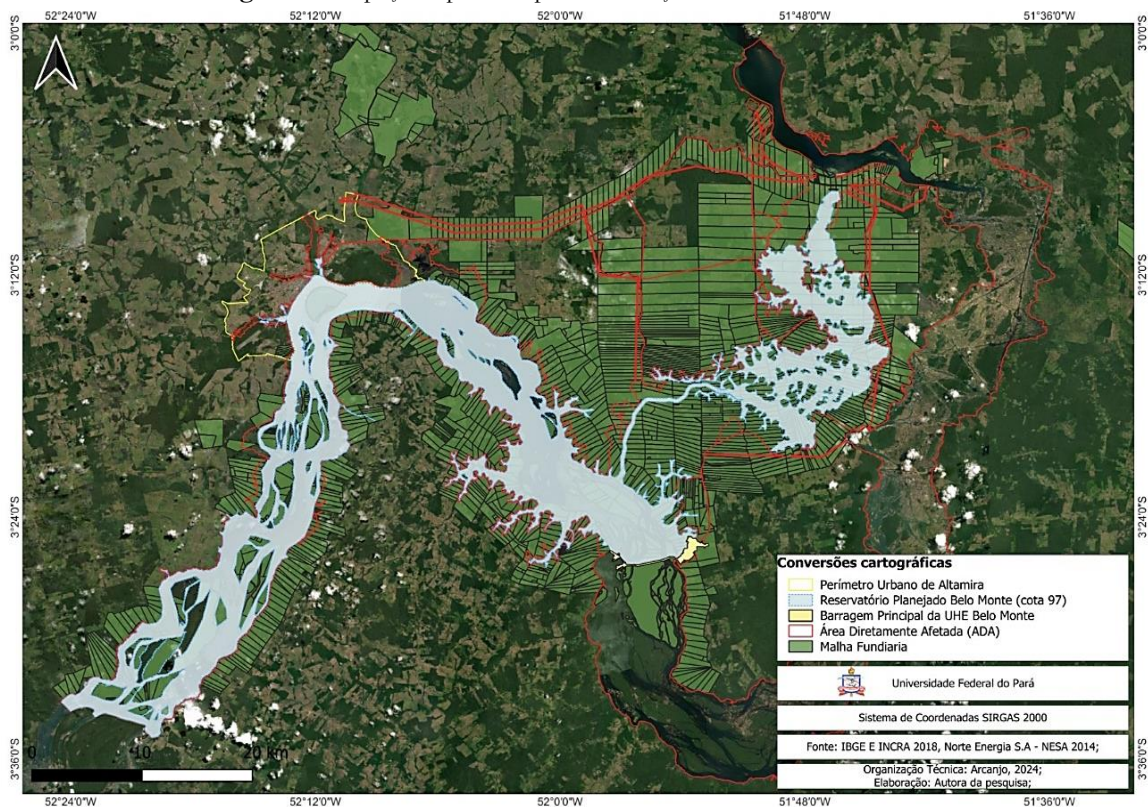 52°24'0"W 52°12'0"W 52°00'0"W 51°48'0"W 51°36'0"W
3°0'0"S 3°0'0"S
3°12'0"S 3°12'0"S
3°24'0"S 3°24'0"S
Conversões cartográficas
Perímetro Urbano de Altamira
Reservatório Planejado Belo Monte (cota 97)
Barragem Principal da UHE Belo Monte
Área Diretamente Afetada (ADA)
Malha Fundiaria
Universidade Federal do Pará
Sistema de Coordenadas SIRGAS 2000
Fonte: IBGE E INCRA 2018, Norte Energia S.A - NESA 2014;
Organização Técnica: Arcanjo, 2024;
Elaboração: Autora da pesquisa;
0 10 20 km
3°36'0"S 3°36'0"S
52°24'0"W 52°12'0"W 52°00'0"W 51°48'0"W 51°36'0"W